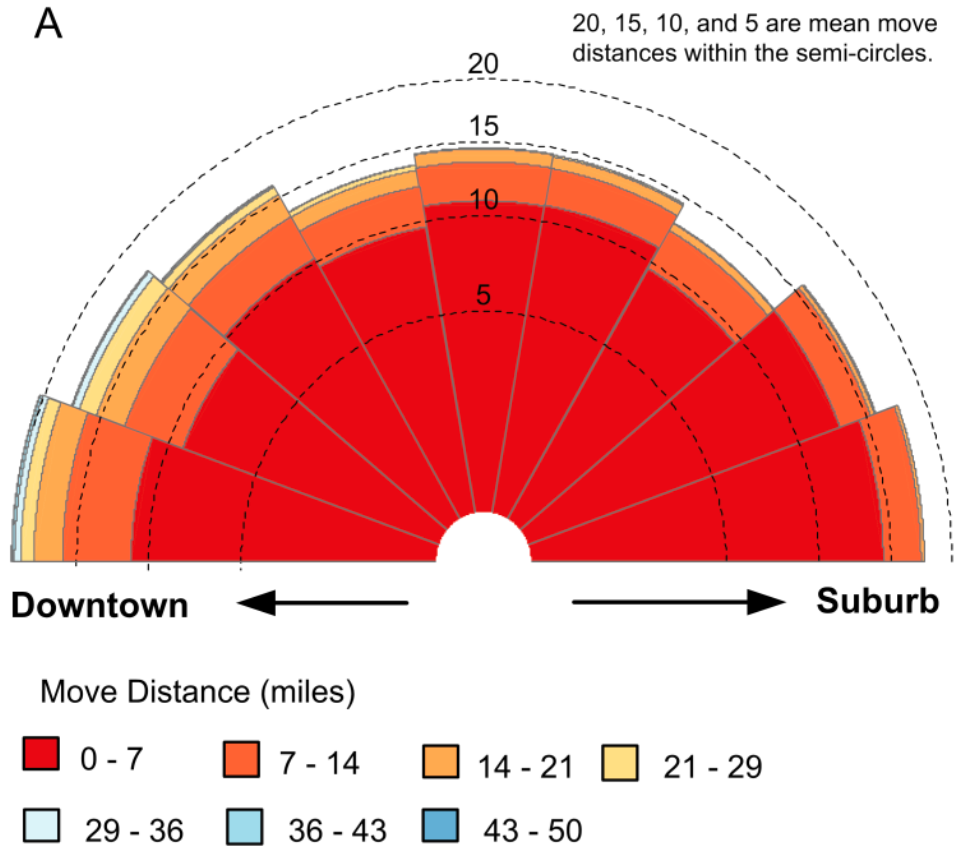 A
20, 15, 10, and 5 are mean move
distances within the semi-circles.
20
15
10
5
Downtown
Suburb
Move Distance (miles)
0 - 7
7 - 14
14 - 21
21 - 29
29 - 36
36 - 43
43 - 50